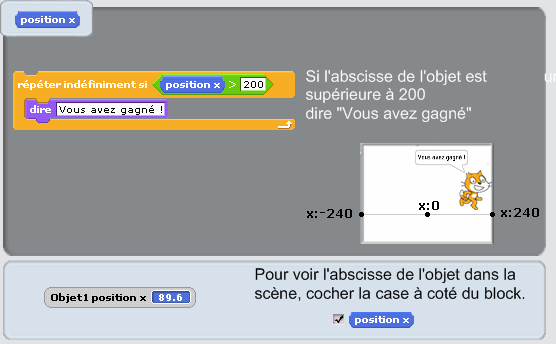 position x
répéter indéfiniment si position x > 200
dire Vous avez gagné !
Si l'abscisse de l'objet est
supérieure à 200
dire "Vous avez gagné"
Vous avez gagné !
x:-240
x:0
x:240
Objet1 position x 89.6
Pour voir l'abscisse de l'objet dans la
scène, cocher la case à coté du block.
position x